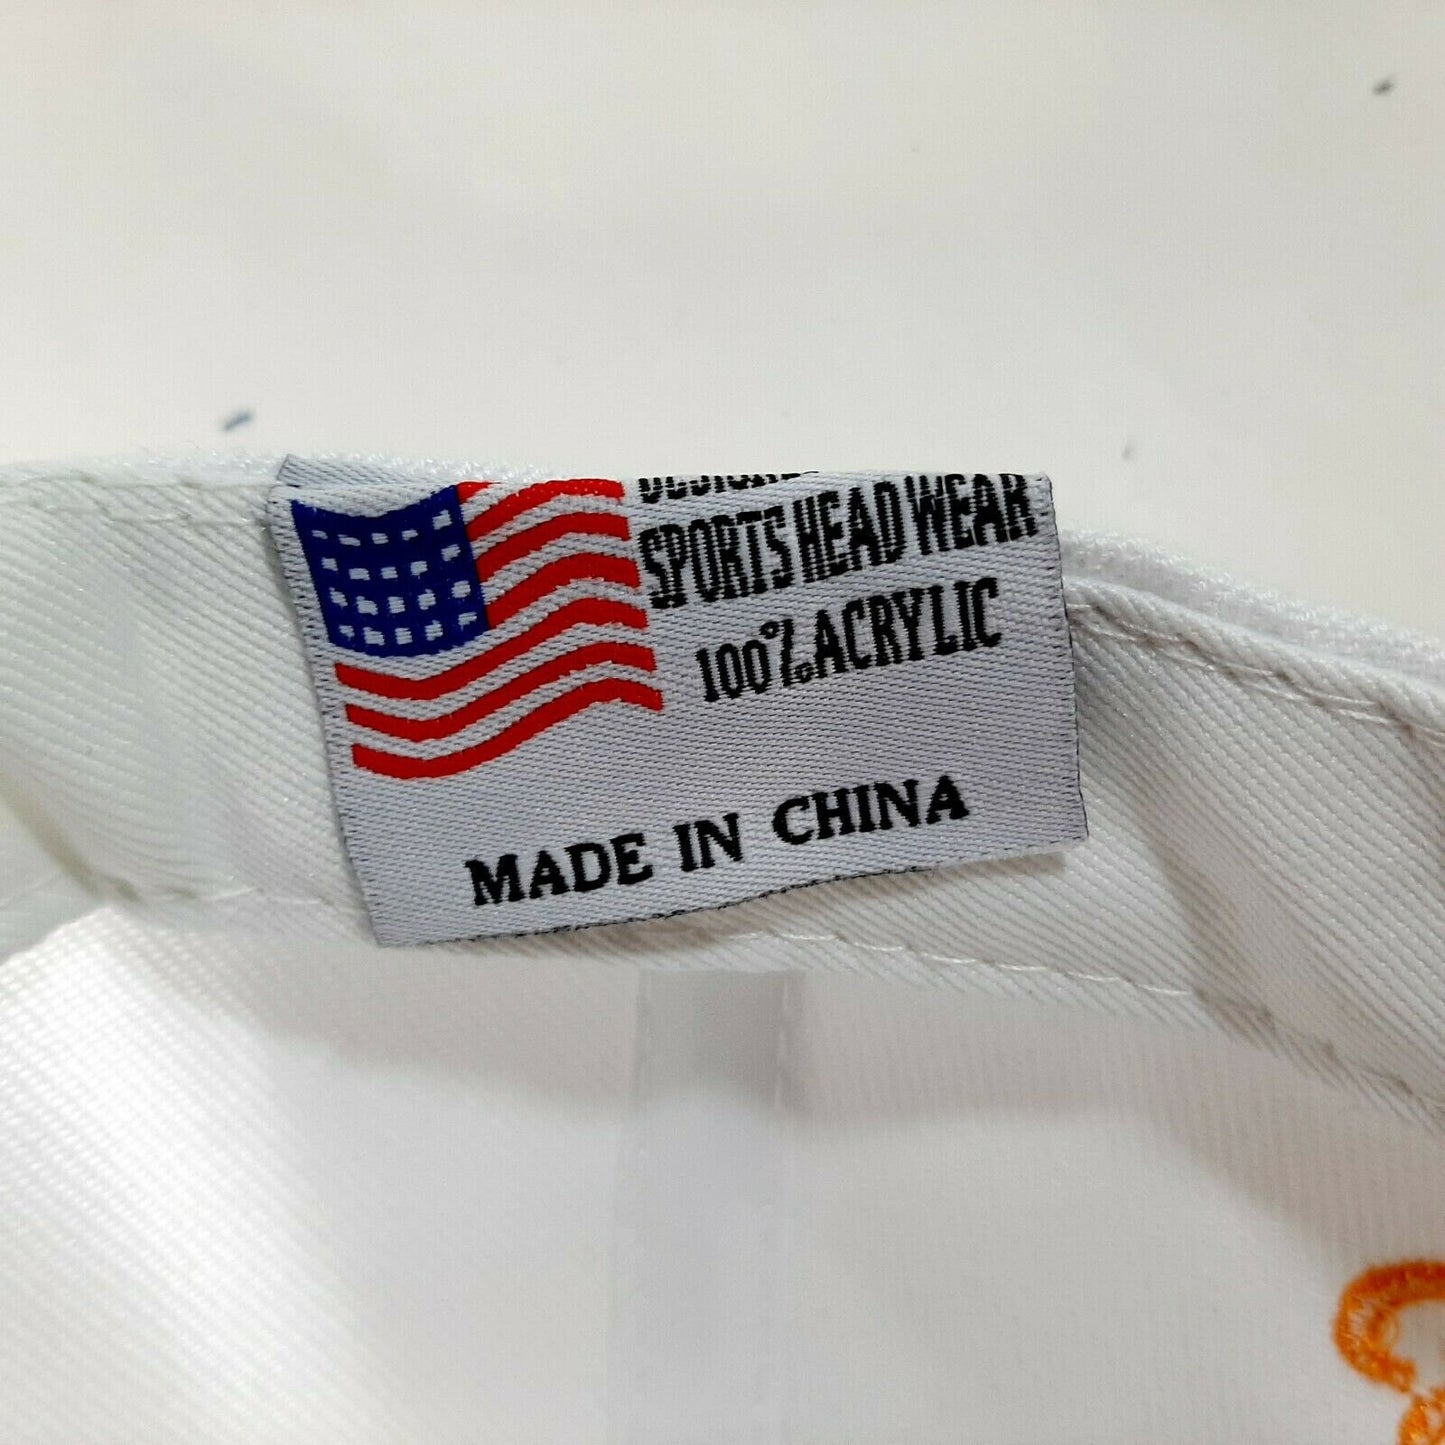 SPORTS HEAD WEAR
100% ACRYLIC
MADE IN CHINA